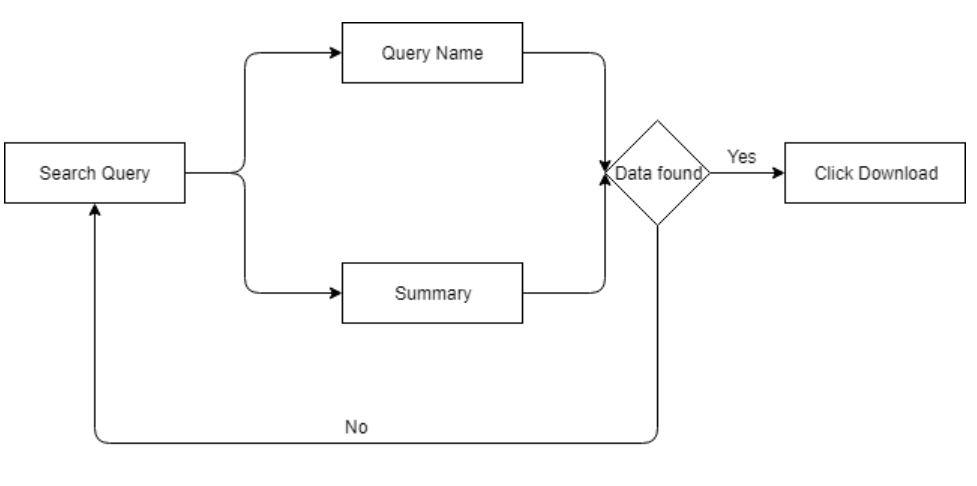 Query Name
Search Query
Data found
Yes
Click Download
Summary
No